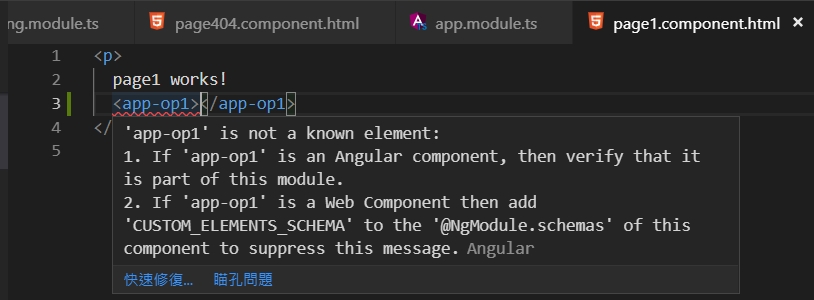 ng.module.ts page404.component.html app.module.ts page1.component.html
1 <p>
2 page1 works!
3 <app-op1></app-op1>
4 </
5
'app-op1' is not a known element:
1. If 'app-op1' is an Angular component, then verify that it
is part of this module.
2. If 'app-op1' is a Web Component then add
'CUSTOM_ELEMENTS_SCHEMA' to the '@NgModule.schemas' of this
component to suppress this message. Angular
快速修復... 瞄孔問題